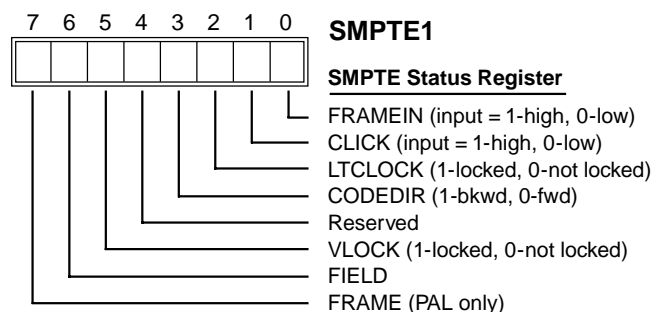 7 6 5 4 3 2 1 0
SMPTE1
SMPTE Status Register
FRAMEIN (input = 1-high, 0-low)
CLICK (input = 1-high, 0-low)
LTCLOCK (1-locked, 0-not locked)
CODEDIR (1-bkwd, 0-fwd)
Reserved
VLOCK (1-locked, 0-not locked)
FIELD
FRAME (PAL only)